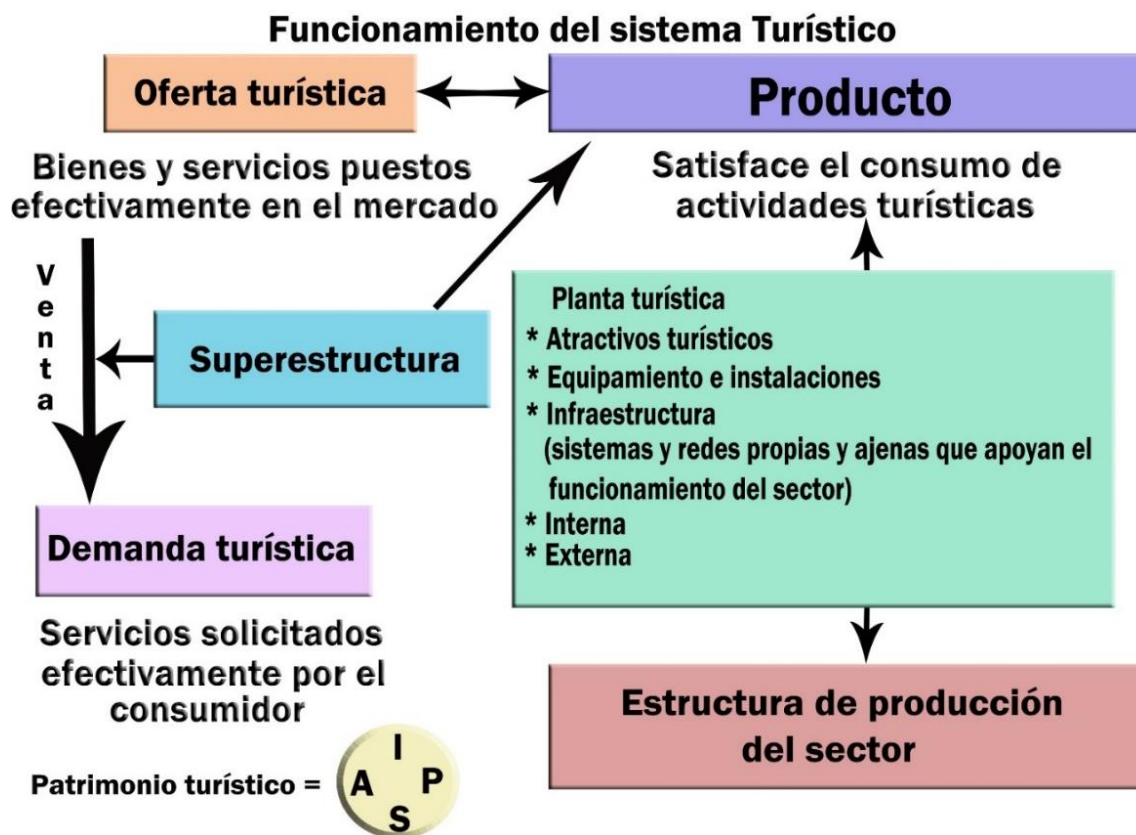 Funcionamiento del sistema Turístico
Oferta turística
Producto
Bienes y servicios puestos
efectivamente en el mercado
Satisface el consumo de
actividades turísticas
Venta
Superestructura
Planta turística
* Atractivos turísticos
* Equipamiento e instalaciones
* Infraestructura
(sistemas y redes propias y ajenas que apoyan el
funcionamiento del sector)
* Interna
* Externa
Demanda turística
Servicios solicitados
efectivamente por el
consumidor
Estructura de producción
del sector
Patrimonio turístico =
I
A P
S